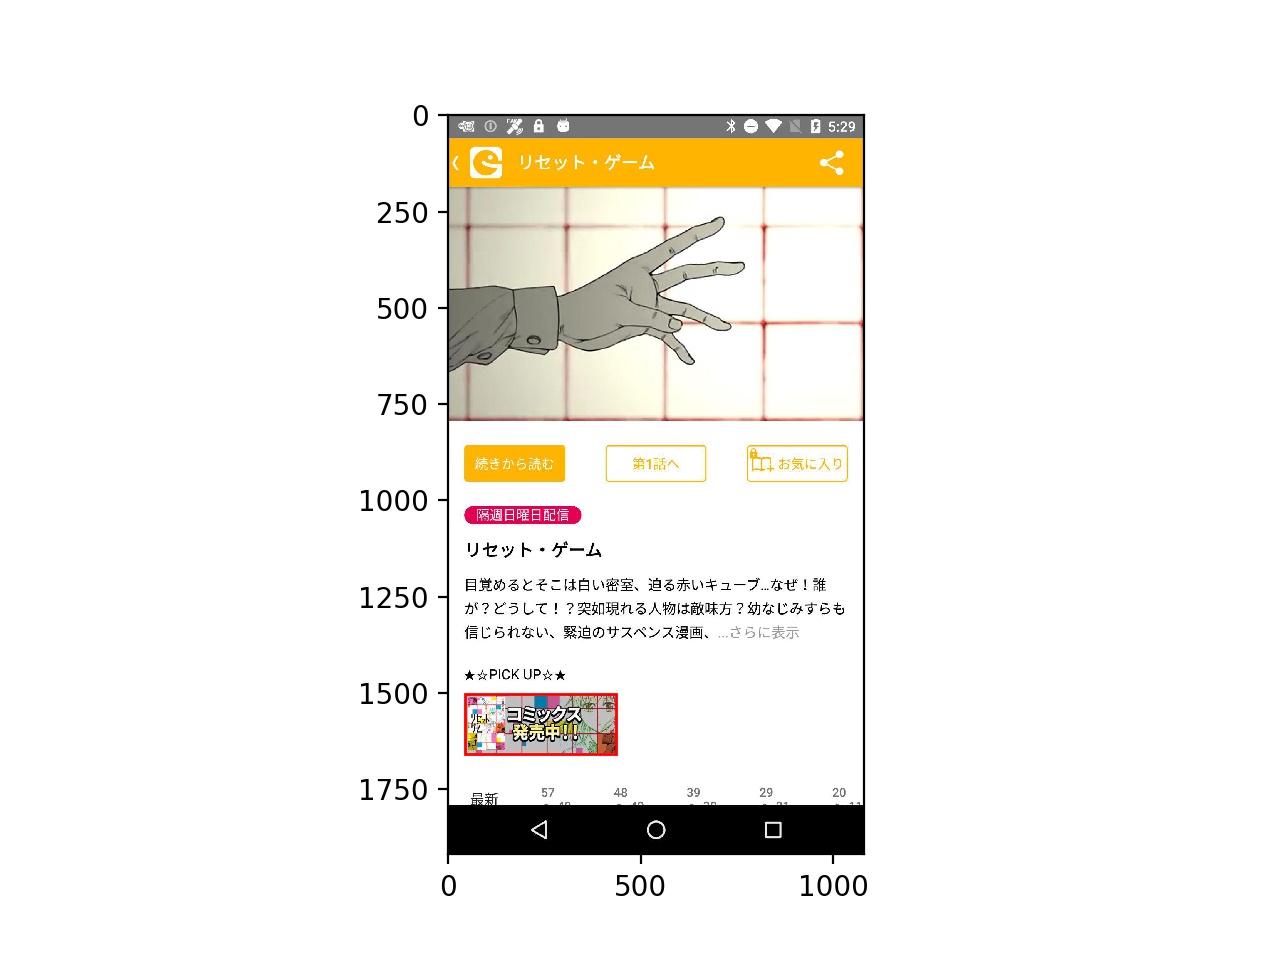 0
250
500
750
1000
1250
1500
1750
0
500
1000
5:29
リセット・ゲーム
続きから読む
第1話へ
お気に入り
隔週日曜日配信
リセット・ゲーム
目覚めるとそこは白い密室、迫る赤いキューブ…なぜ！誰
が？どうして！？突如現れる人物は敵味方？幼なじみすらも
信じられない、緊迫のサスペンス漫画、…さらに表示
★☆PICK UP☆★
コミックス
発売中!!
最新
57
48
39
29
20